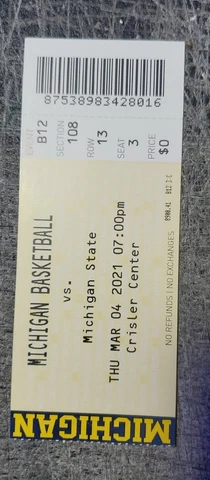 87538983428016
EVENT SECTION ROW SEAT PRICE
B12 108 13 3 $0
MICHIGAN BASKETBALL
vs.
Michigan State
THU MAR 04 2021 07:00pm
Crisler Center
NO REFUNDS | NO EXCHANGES
MICHIGAN